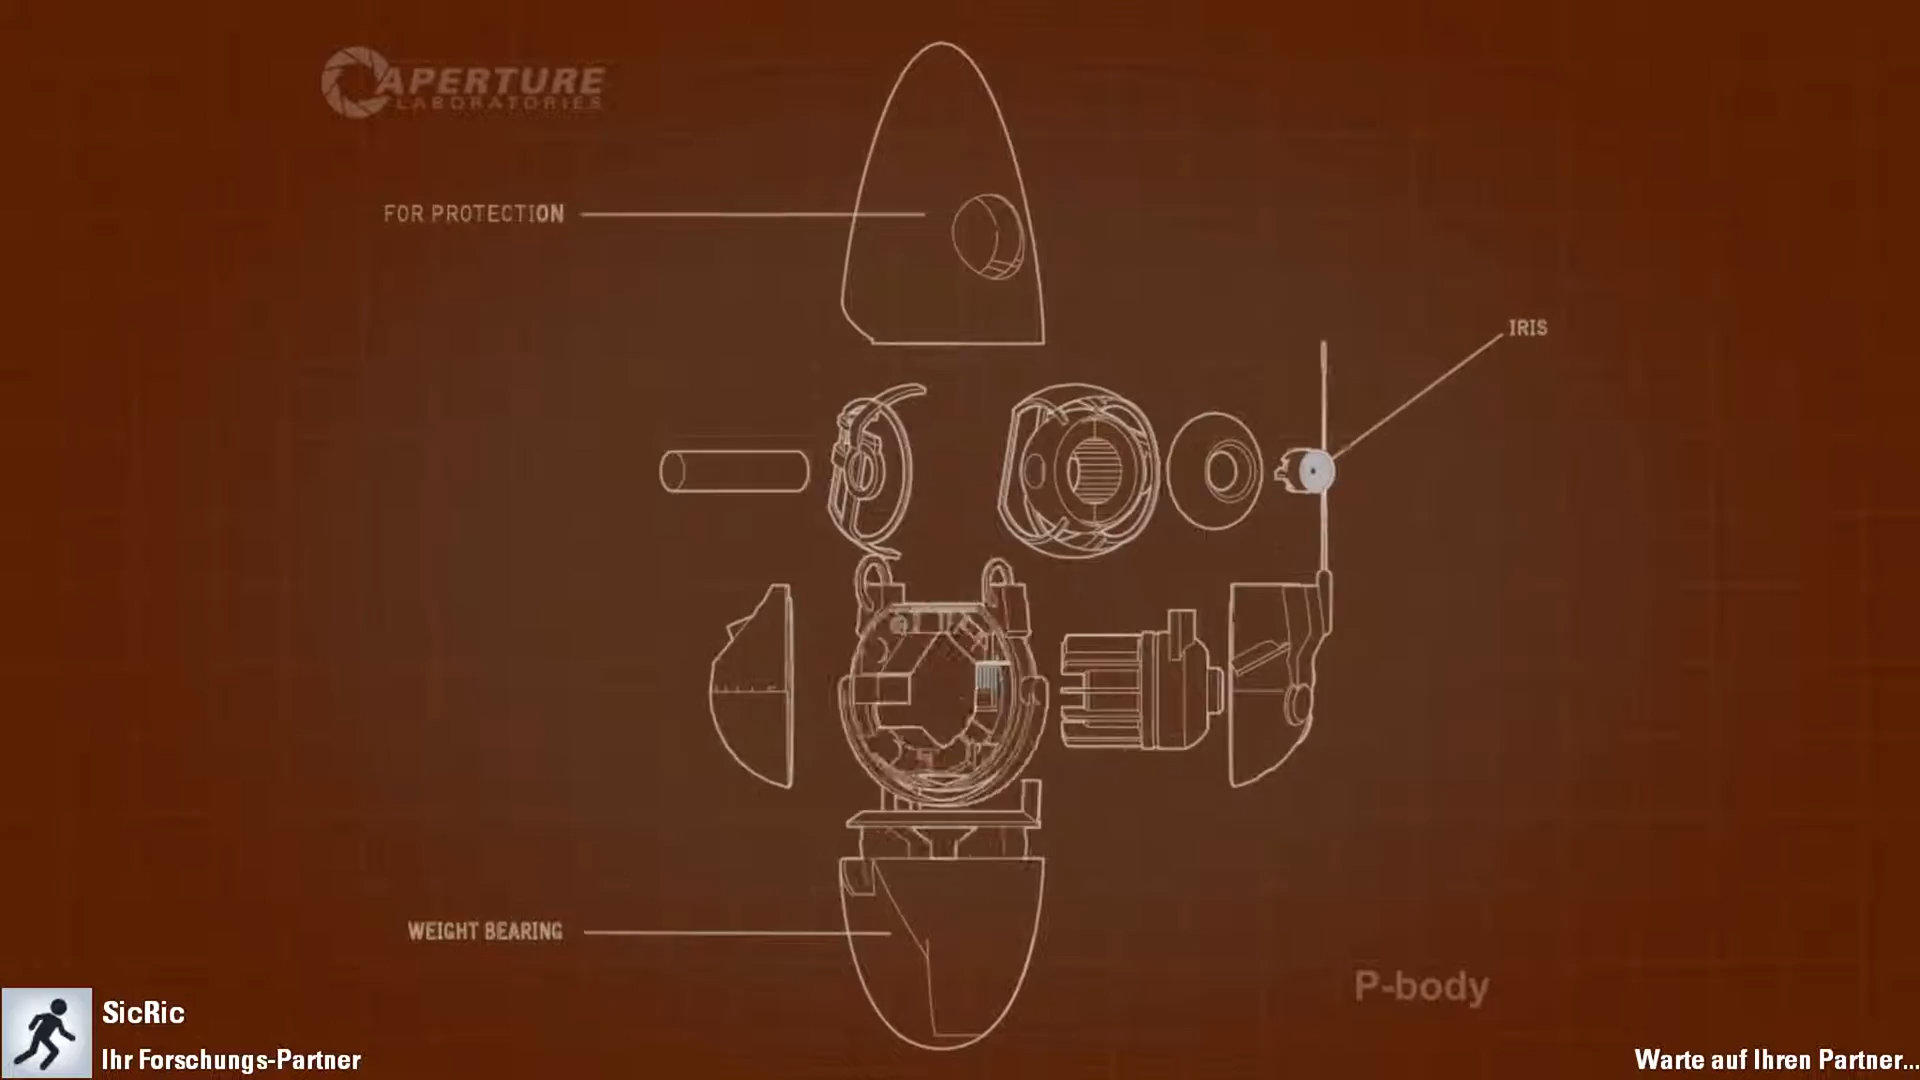 APERTURE
LABORATORIES
FOR PROTECTION
IRIS
WEIGHT BEARING
P-body
SicRic
Ihr Forschungs-Partner
Warte auf Ihren Partner...